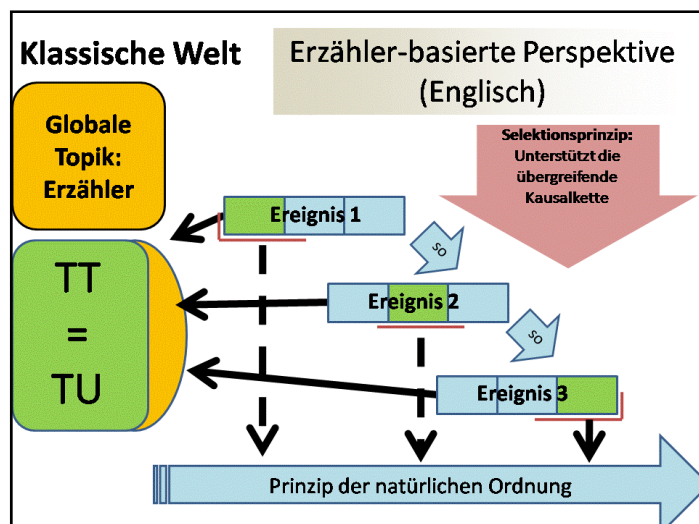 Klassische Welt
Erzähler-basierte Perspektive
(Englisch)
Globale
Topik:
Erzähler
Selektionsprinzip:
Unterstützt die
übergreifende
Kausalkette
Ereignis 1
so
TT
=
TU
Ereignis 2
so
Ereignis 3
Prinzip der natürlichen Ordnung